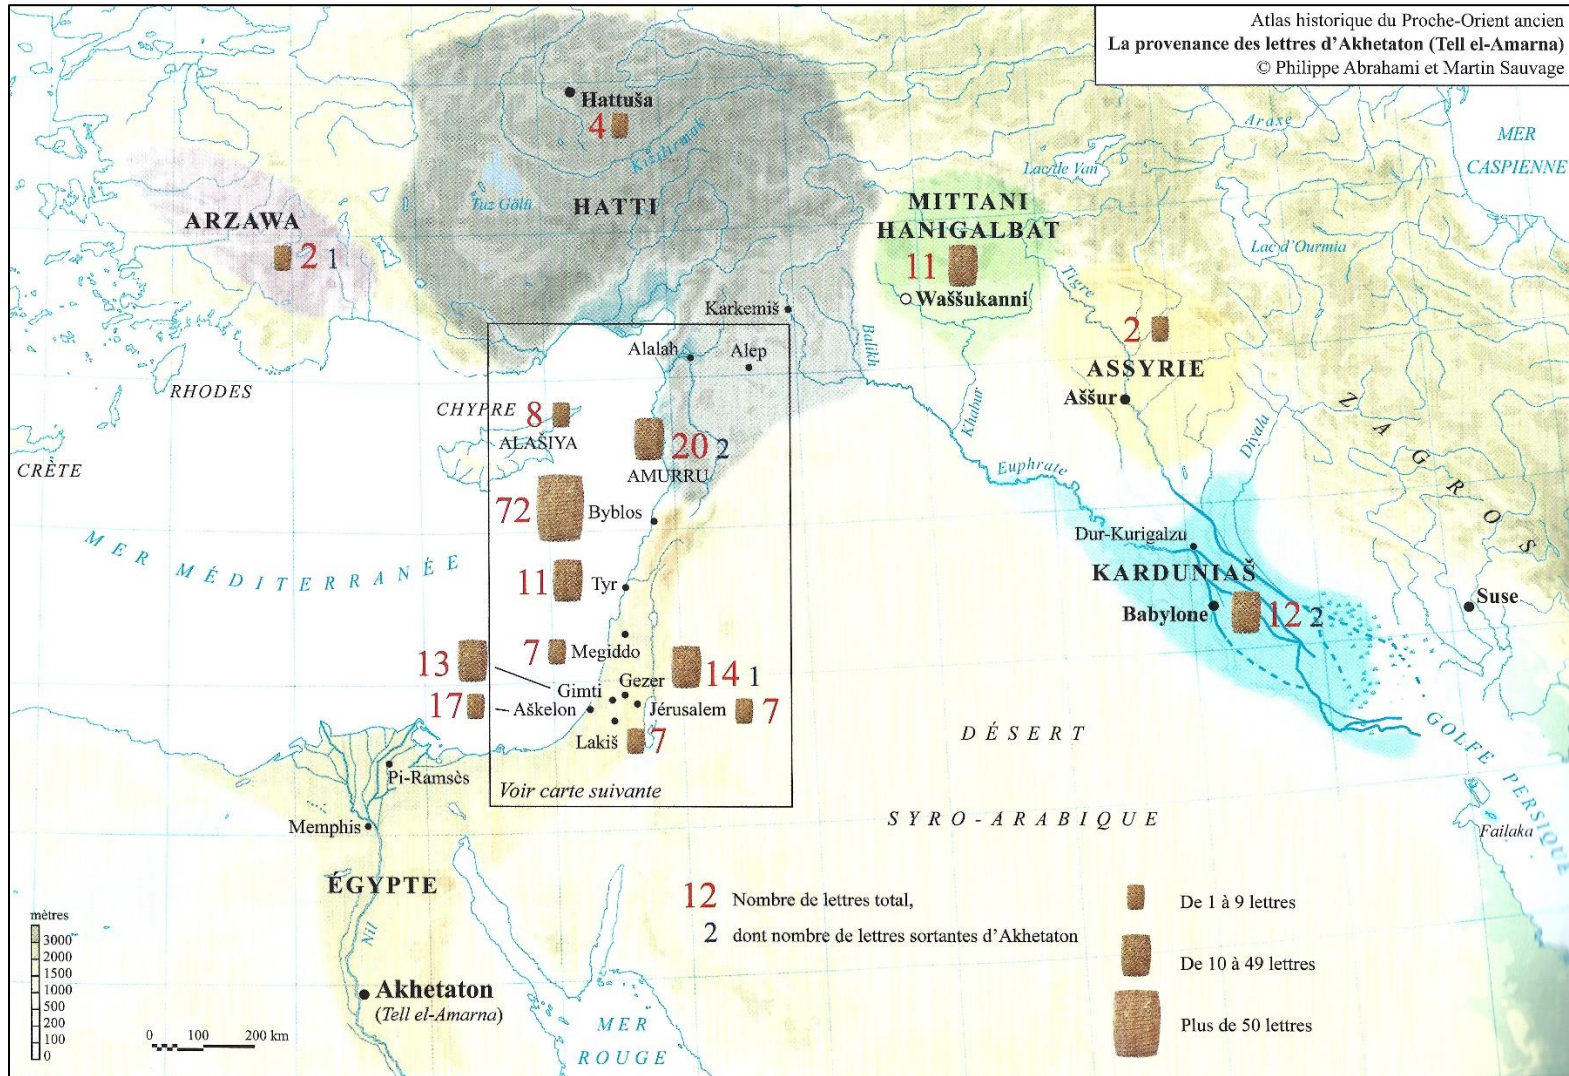 Atlas historique du Proche-Orient ancien
La provenance des lettres d'Akhetaton (Tell el-Amarna)
© Philippe Abrahami et Martin Sauvage
Hattuša
4
Kızılırmak
Tuz Gölü
HATTI
ARZAWA
2 1
MITTANI
HANIGALBAT
11
Waššukanni
Lac de Van
Araxe
MER
CASPIENNE
Lac d'Ourmia
Tigre
2
ASSYRIE
Aššur
Karkemiš
Alalah
Alep
Balikh
Khabur
Euphrate
Diyala
ZAGROS
RHODES
CRÈTE
CHYPRE
8
ALAŠIYA
20 2
AMURRU
72
Byblos
MER MÉDITERRANÉE
11
Tyr
7
Megiddo
13
Gimti
Gezer
14 1
17
Aškelon
Jérusalem
7
Lakiš
7
Voir carte suivante
Dur-Kurigalzu
KARDUNIAŠ
Babylone
12 2
Suse
GOLFE PERSIQUE
Failaka
DÉSERT
SYRO-ARABIQUE
Pi-Ramsès
Memphis
ÉGYPTE
Nil
Akhetaton
(Tell el-Amarna)
MER
ROUGE
mètres
3000
2000
1500
1000
500
200
100
0
0 100 200 km
12 Nombre de lettres total,
2 dont nombre de lettres sortantes d'Akhetaton
De 1 à 9 lettres
De 10 à 49 lettres
Plus de 50 lettres